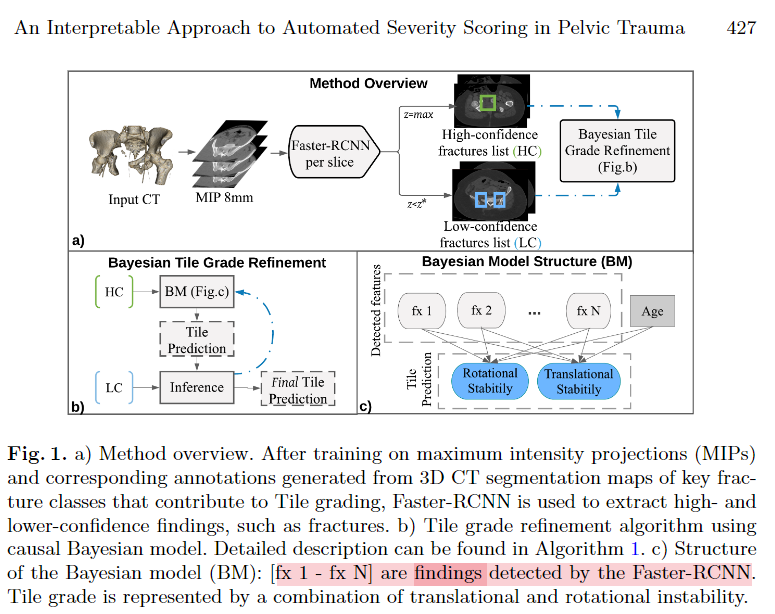 An Interpretable Approach to Automated Severity Scoring in Pelvic Trauma 427
Method Overview
Input CT
MIP 8mm
Faster-RCNN
per slice
z=max
z<z*
High-confidence
fractures list (HC)
Low-confidence
fractures list (LC)
Bayesian Tile
Grade Refinement
(Fig.b)
a)
Bayesian Tile Grade Refinement
HC
BM (Fig.c)
Tile
Prediction
LC
Inference
Final Tile
Prediction
b)
Bayesian Model Structure (BM)
Detected features
fx 1
fx 2
...
fx N
Age
Tile
Prediction
Rotational
Stabitily
Translational
Stabitily
c)
Fig. 1. a) Method overview. After training on maximum intensity projections (MIPs)
and corresponding annotations generated from 3D CT segmentation maps of key frac-
ture classes that contribute to Tile grading, Faster-RCNN is used to extract high- and
lower-confidence findings, such as fractures. b) Tile grade refinement algorithm using
causal Bayesian model. Detailed description can be found in Algorithm 1. c) Structure
of the Bayesian model (BM): [fx 1 - fx N] are findings detected by the Faster-RCNN.
Tile grade is represented by a combination of translational and rotational instability.